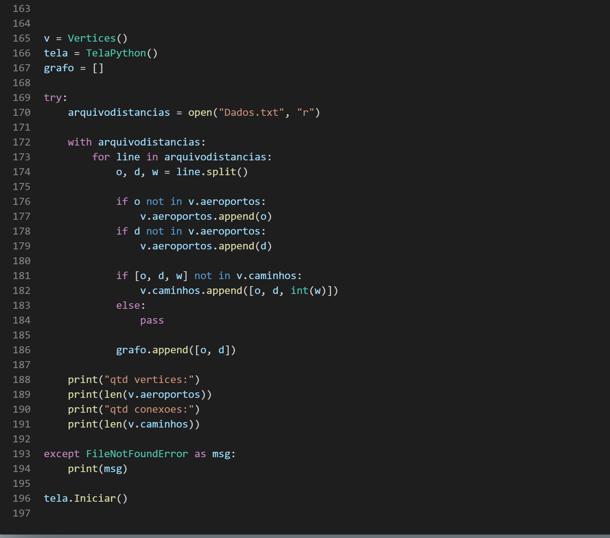 163
164
165 v = Vertices()
166 tela = TelaPython()
167 grafo = []
168
169 try:
170     arquivodistancias = open("Dados.txt", "r")
171
172     with arquivodistancias:
173         for line in arquivodistancias:
174             o, d, w = line.split()
175
176             if o not in v.aeroportos:
177                 v.aeroportos.append(o)
178             if d not in v.aeroportos:
179                 v.aeroportos.append(d)
180
181             if [o, d, w] not in v.caminhos:
182                 v.caminhos.append([o, d, int(w)])
183             else:
184                 pass
185
186             grafo.append([o, d])
187
188     print("qtd vertices:")
189     print(len(v.aeroportos))
190     print("qtd conexoes:")
191     print(len(v.caminhos))
192
193 except FileNotFoundError as msg:
194     print(msg)
195
196 tela.Iniciar()
197